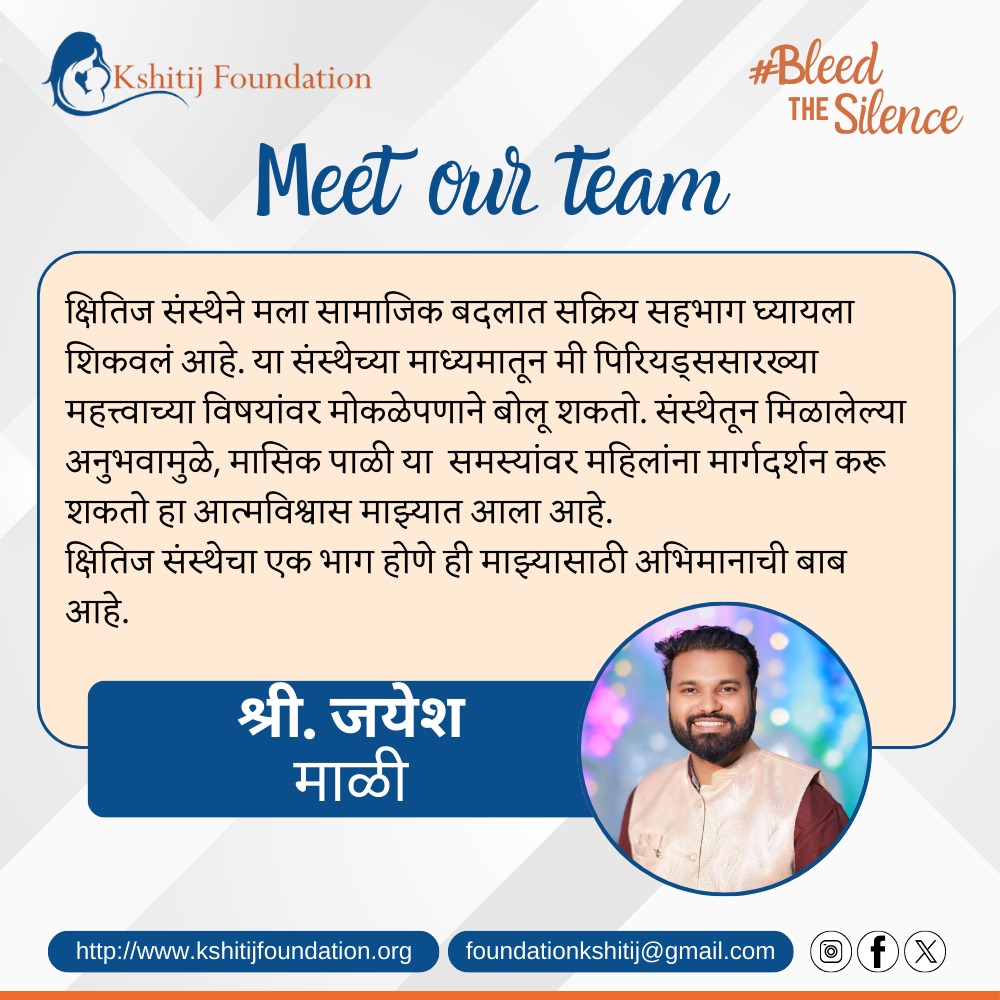 Kshitij Foundation
#Bleed
THE Silence
Meet our team
क्षितिज संस्थेने मला सामाजिक बदलात सक्रिय सहभाग घ्यायला
शिकवलं आहे. या संस्थेच्या माध्यमातून मी पिरियड्ससारख्या
महत्त्वाच्या विषयांवर मोकळेपणाने बोलू शकतो. संस्थेतून मिळालेल्या
अनुभवामुळे, मासिक पाळी या  समस्यांवर महिलांना मार्गदर्शन करू
शकतो हा आत्मविश्वास माझ्यात आला आहे.
क्षितिज संस्थेचा एक भाग होणे ही माझ्यासाठी अभिमानाची बाब
आहे.
श्री. जयेश
माळी
http://www.kshitijfoundation.org
foundationkshitij@gmail.com